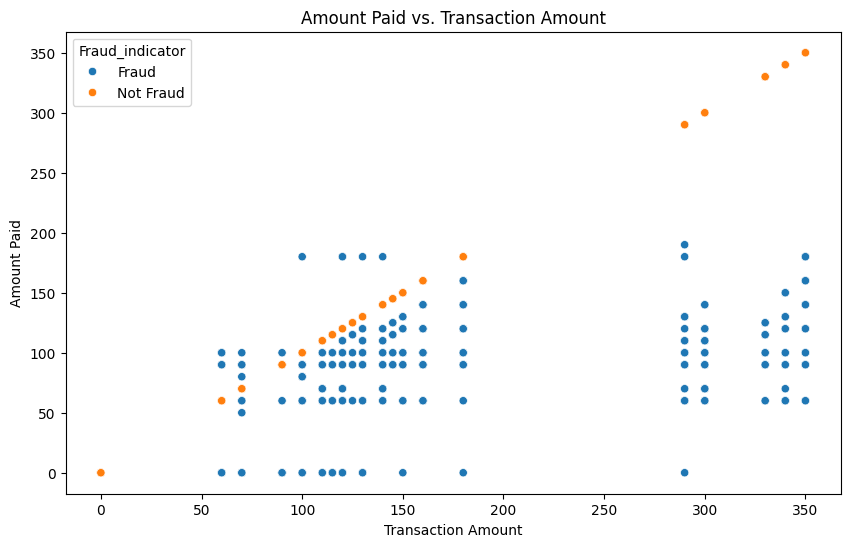 Amount Paid vs. Transaction Amount
Fraud_indicator
Fraud
Not Fraud
350
300
250
200
150
100
50
0
Amount Paid
0 50 100 150 200 250 300 350
Transaction Amount